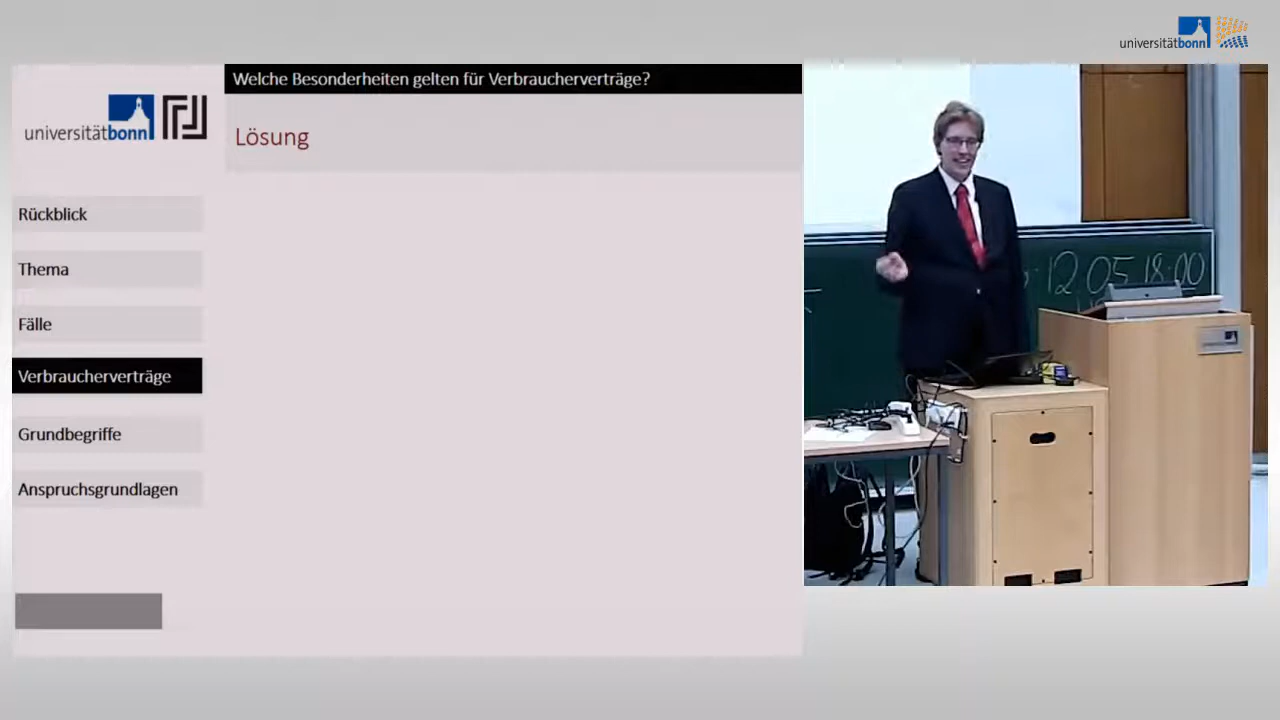 universitätbonn
Welche Besonderheiten gelten für Verbraucherverträge?
universitätbonn
Lösung
Rückblick
Thema
Fälle
Verbraucherverträge
Grundbegriffe
Anspruchsgrundlagen
12.05 18:00